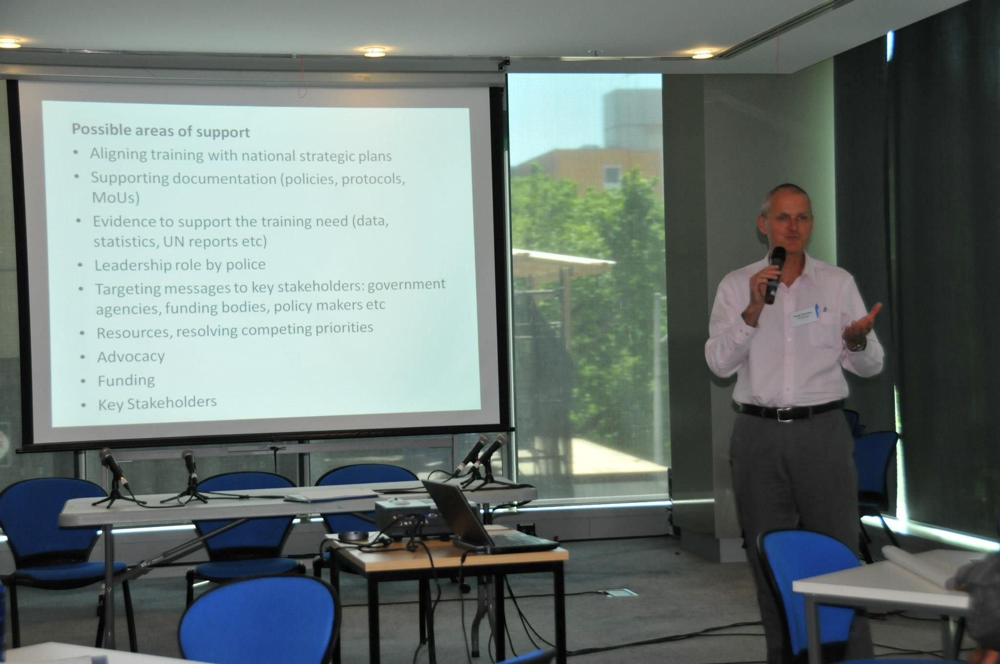 Possible areas of support
• Aligning training with national strategic plans
• Supporting documentation (policies, protocols,
MoUs)
• Evidence to support the training need (data,
statistics, UN reports etc)
• Leadership role by police
• Targeting messages to key stakeholders: government
agencies, funding bodies, policy makers etc
• Resources, resolving competing priorities
• Advocacy
• Funding
• Key Stakeholders